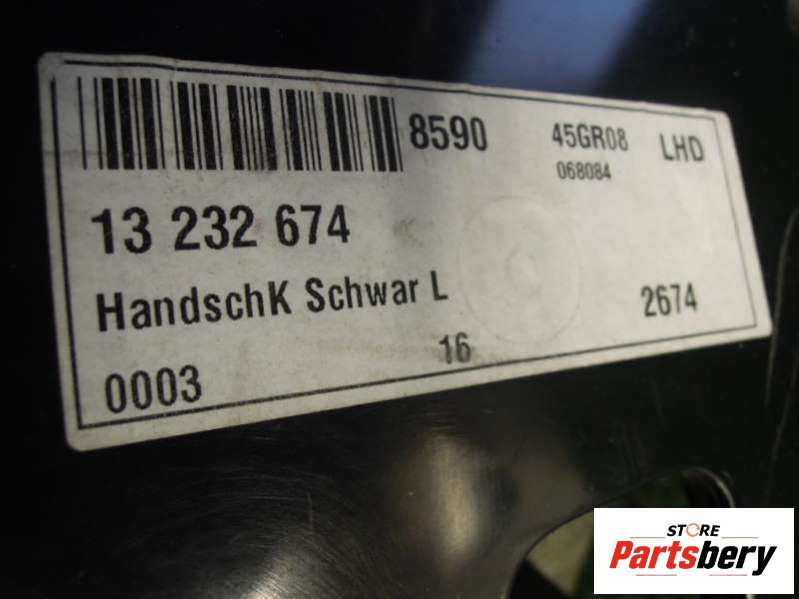 8590 45GR08 LHD
068084
13 232 674
HandschK Schwar L
2674
16
0003
STORE
Partsbery